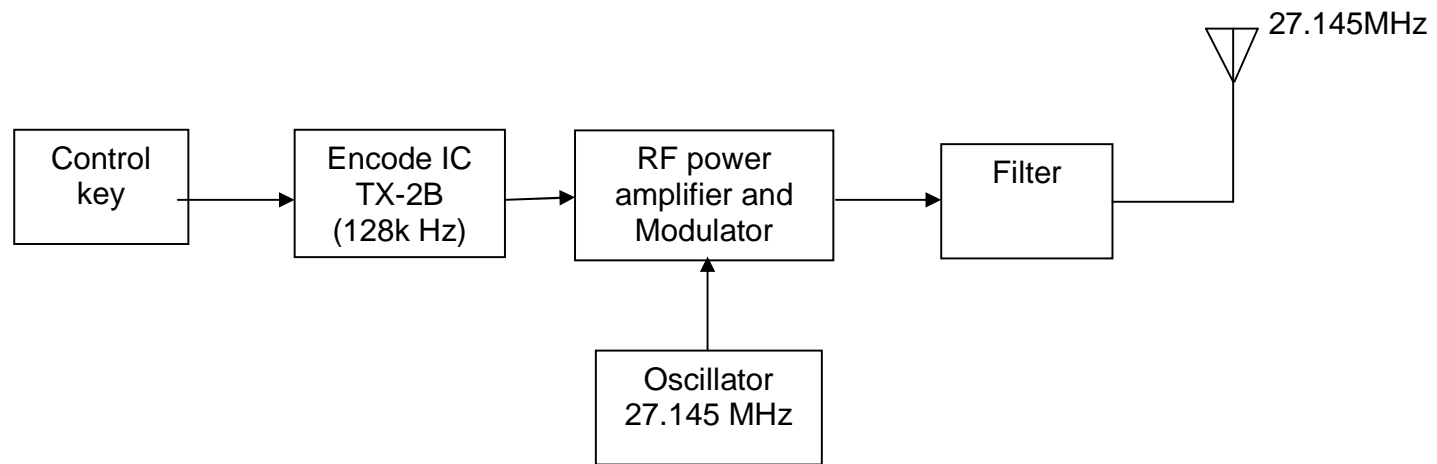 27.145MHz
Control
key
Encode IC
TX-2B
(128k Hz)
RF power
amplifier and
Modulator
Filter
Oscillator
27.145 MHz